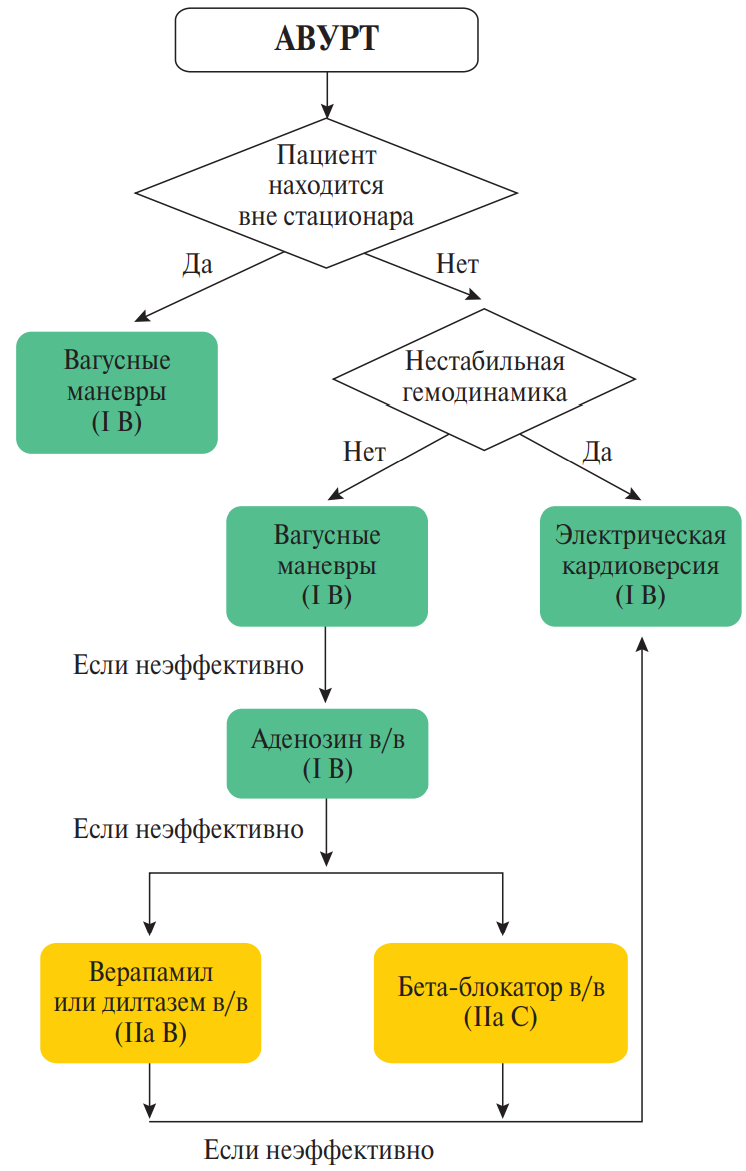 АВУРТ
Пациент
находится
вне стационара
Да
Нет
Вагусные
маневры
(I B)
Нестабильная
гемодинамика
Нет
Да
Вагусные
маневры
(I B)
Электрическая
кардиоверсия
(I B)
Если неэффективно
Аденозин в/в
(I B)
Если неэффективно
Верапамил
или дилтазем в/в
(IIa B)
Бета-блокатор в/в
(IIa C)
Если неэффективно